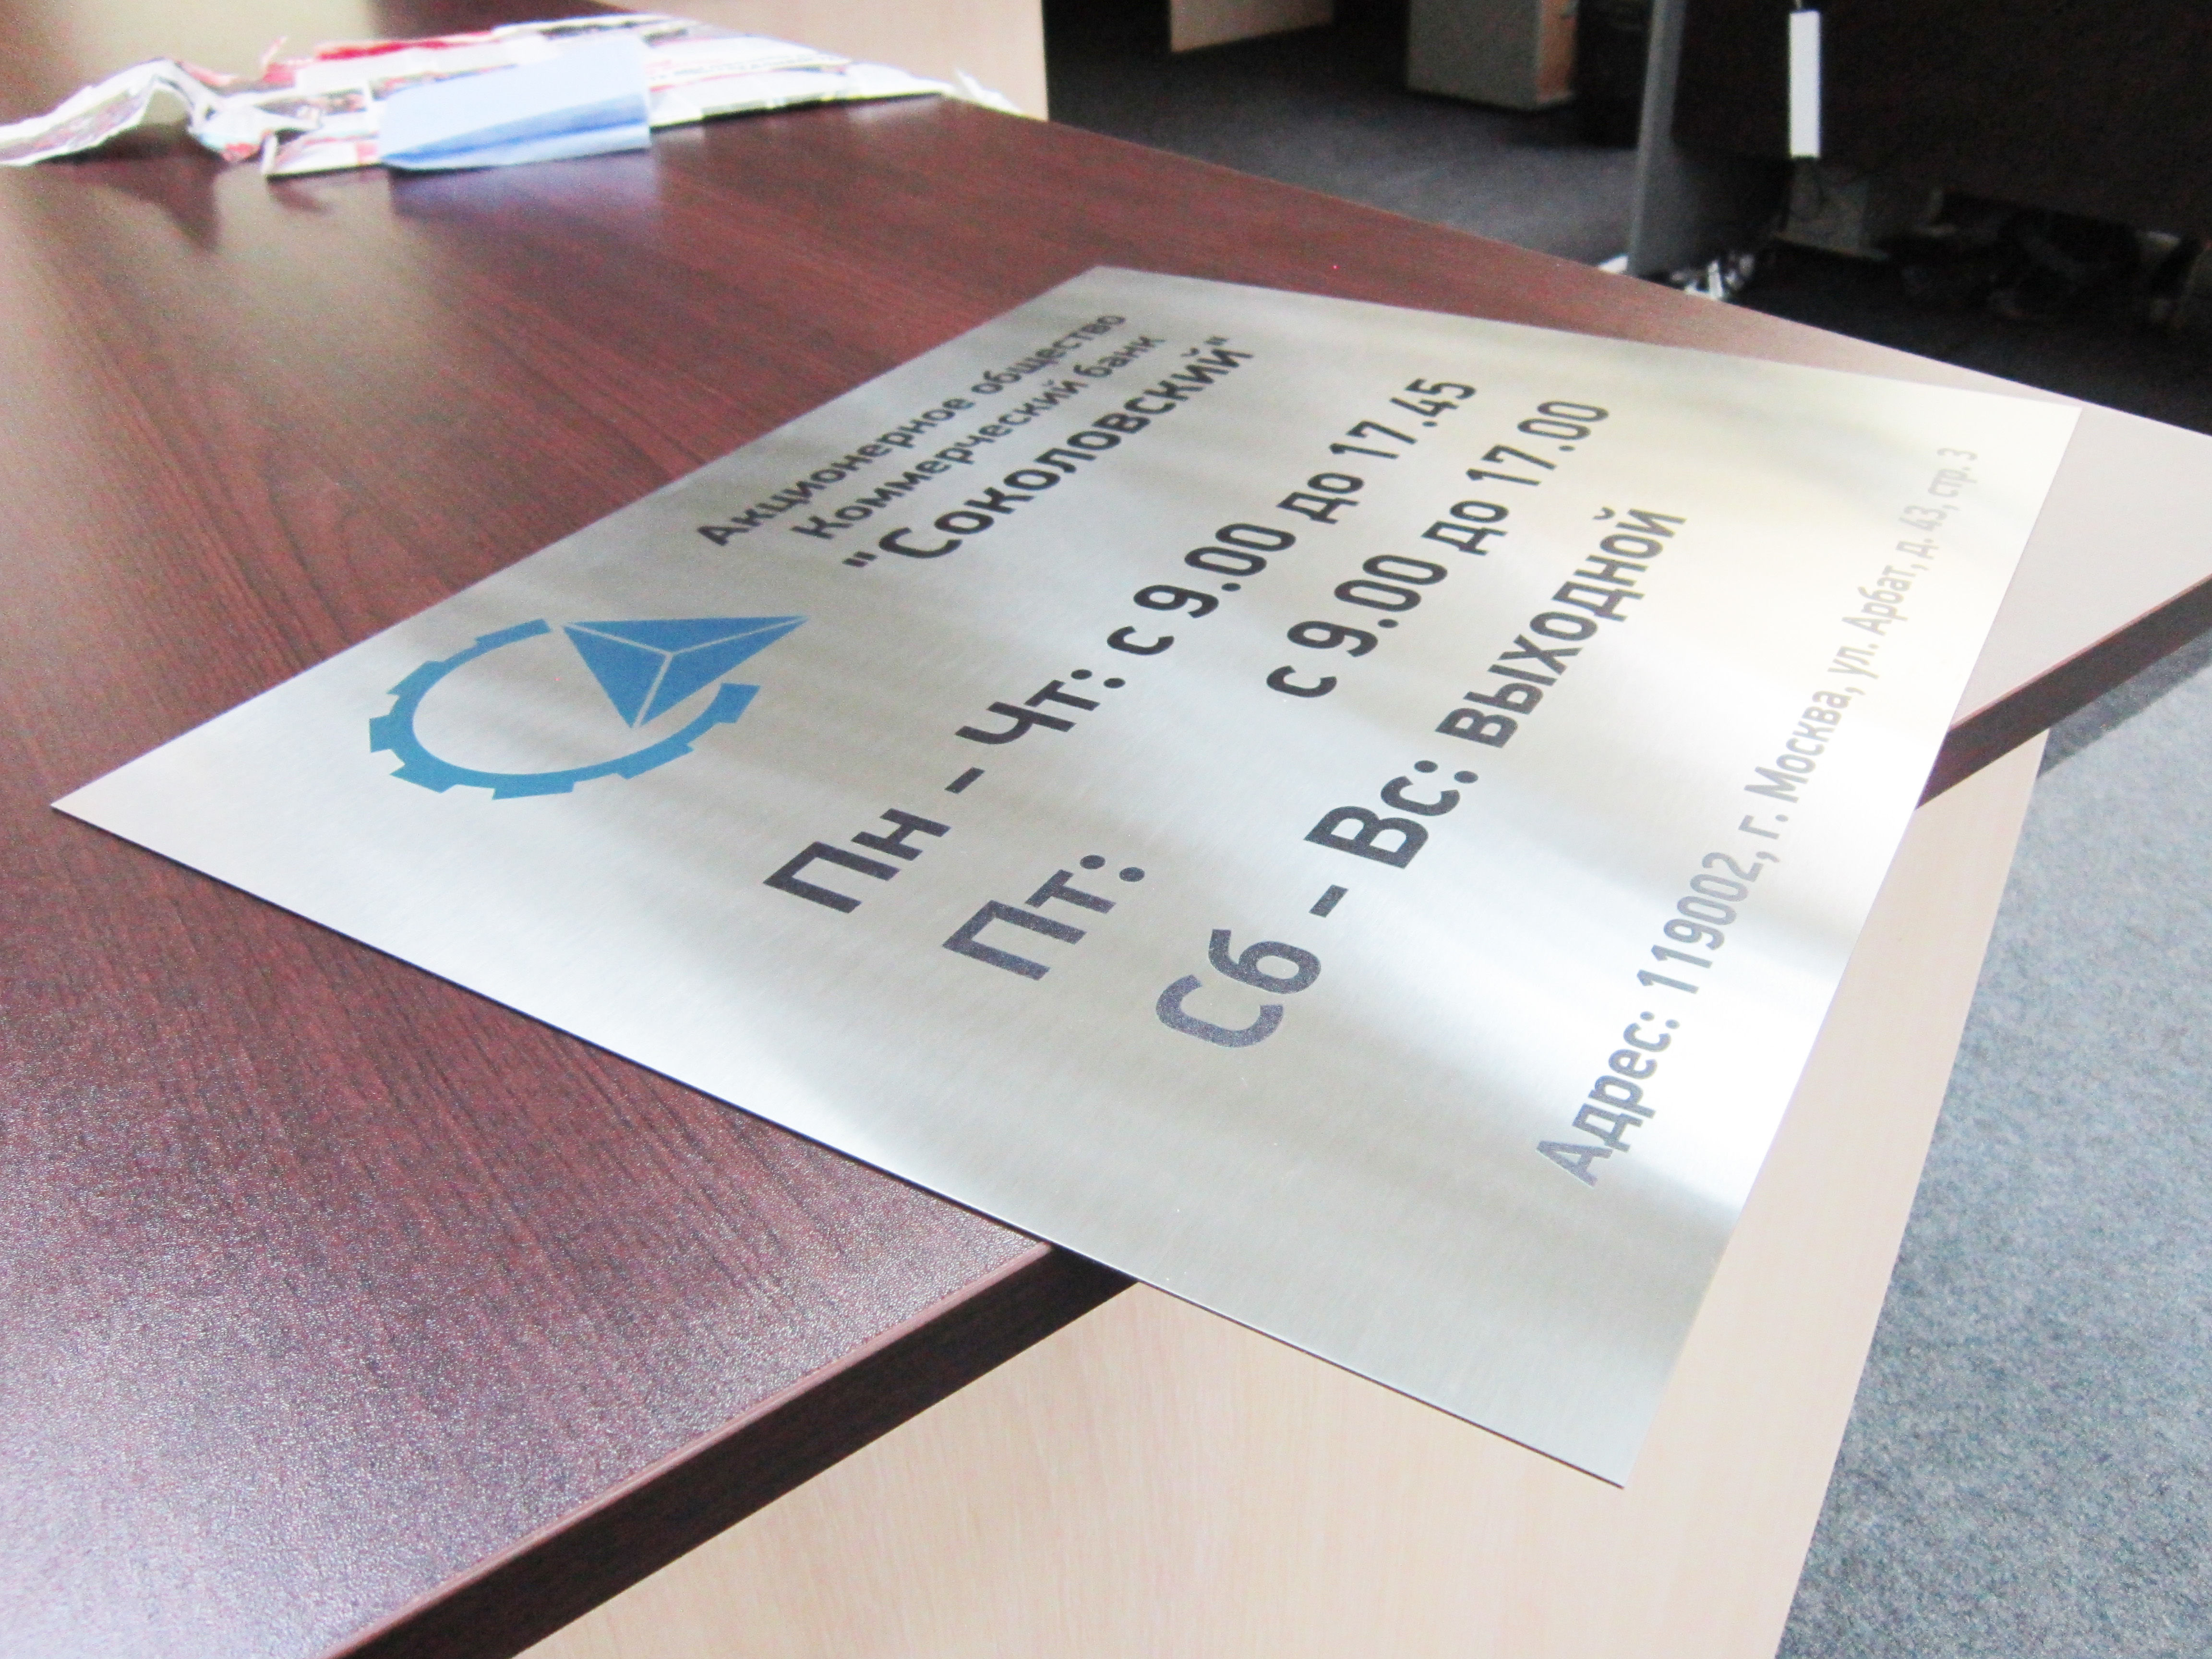 Акционерное общество
Коммерческий банк
"Соколовский"
Пн - Чт: с 9.00 до 17.45
Пт: с 9.00 до 17.00
Сб - Вс: выходной
Адрес: 119002, г. Москва, ул. Арбат, д. 43, стр. 3